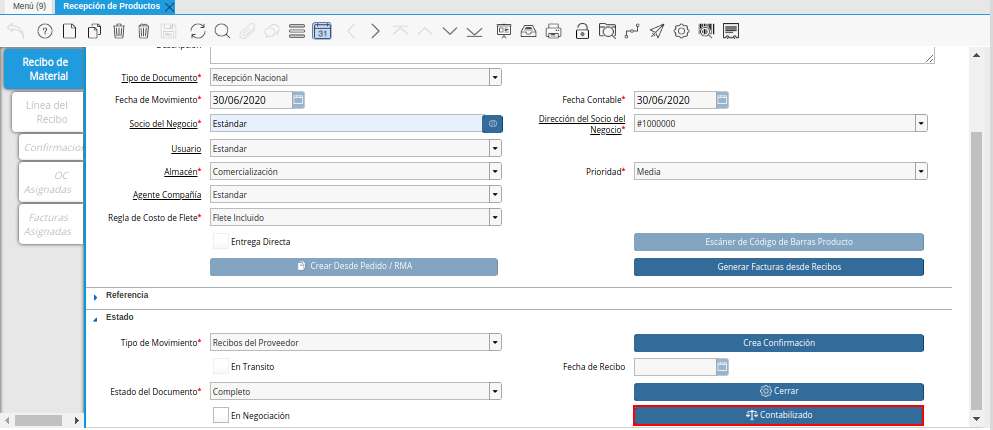 Menú (9) Recepción de Productos
Recibo de
Material
Línea del
Recibo
Confirmacion
OC
Asignadas
Facturas
Asignadas
Descripción
Tipo de Documento* Recepción Nacional
Fecha de Movimiento* 30/06/2020 Fecha Contable* 30/06/2020
Socio del Negocio* Estándar Dirección del Socio del
Negocio* #1000000
Usuario Estandar
Almacén* Comercialización Prioridad* Media
Agente Compañía Estandar
Regla de Costo de Flete* Flete Incluido
Entrega Directa Escáner de Código de Barras Producto
Crear Desde Pedido / RMA Generar Facturas desde Recibos
Referencia
Estado
Tipo de Movimiento* Recibos del Proveedor Crea Confirmación
En Transito Fecha de Recibo
Estado del Documento* Completo Cerrar
En Negociación Contabilizado